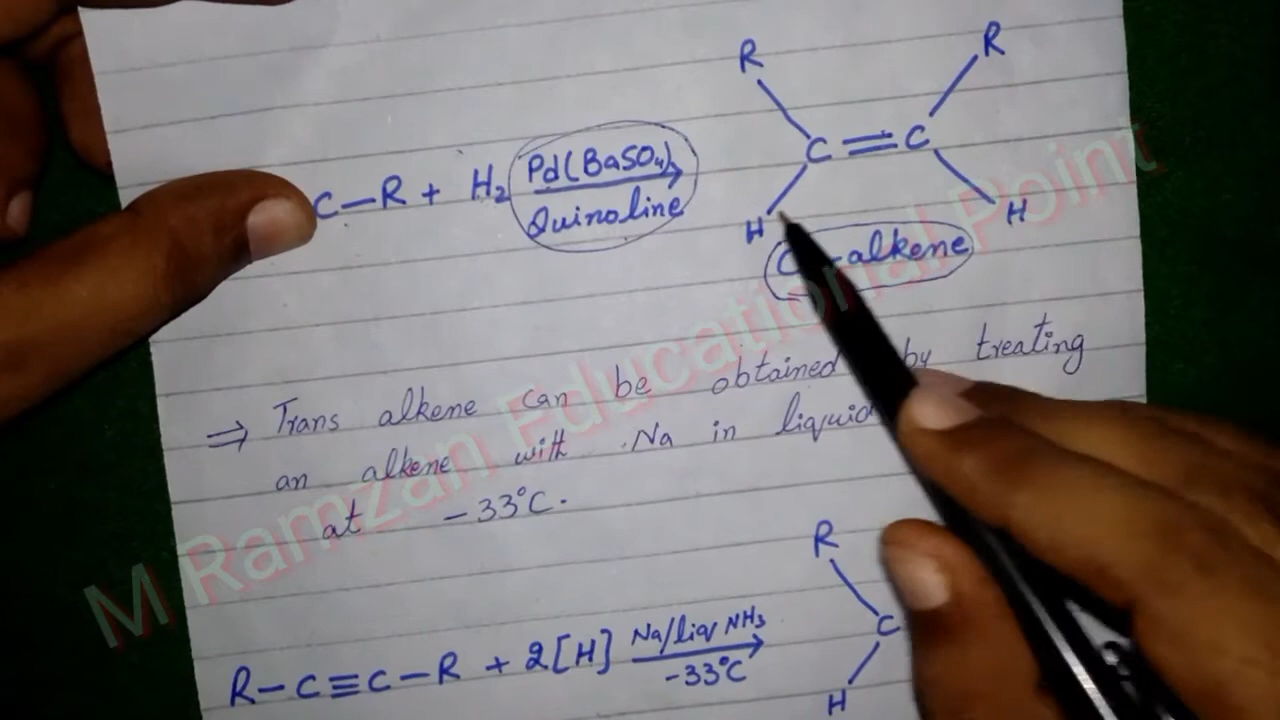 R R
C-R + H₂ Pd(BaSO₄) C=C
Quinoline
H H
-alkene
⇒ Trans alkene can be obtained by treating
an alkene with Na in liquid
at -33°C.
R
R-C≡C-R + 2[H] Na/liq NH₃ C
-33°C
H
M Ramzan Educational Point